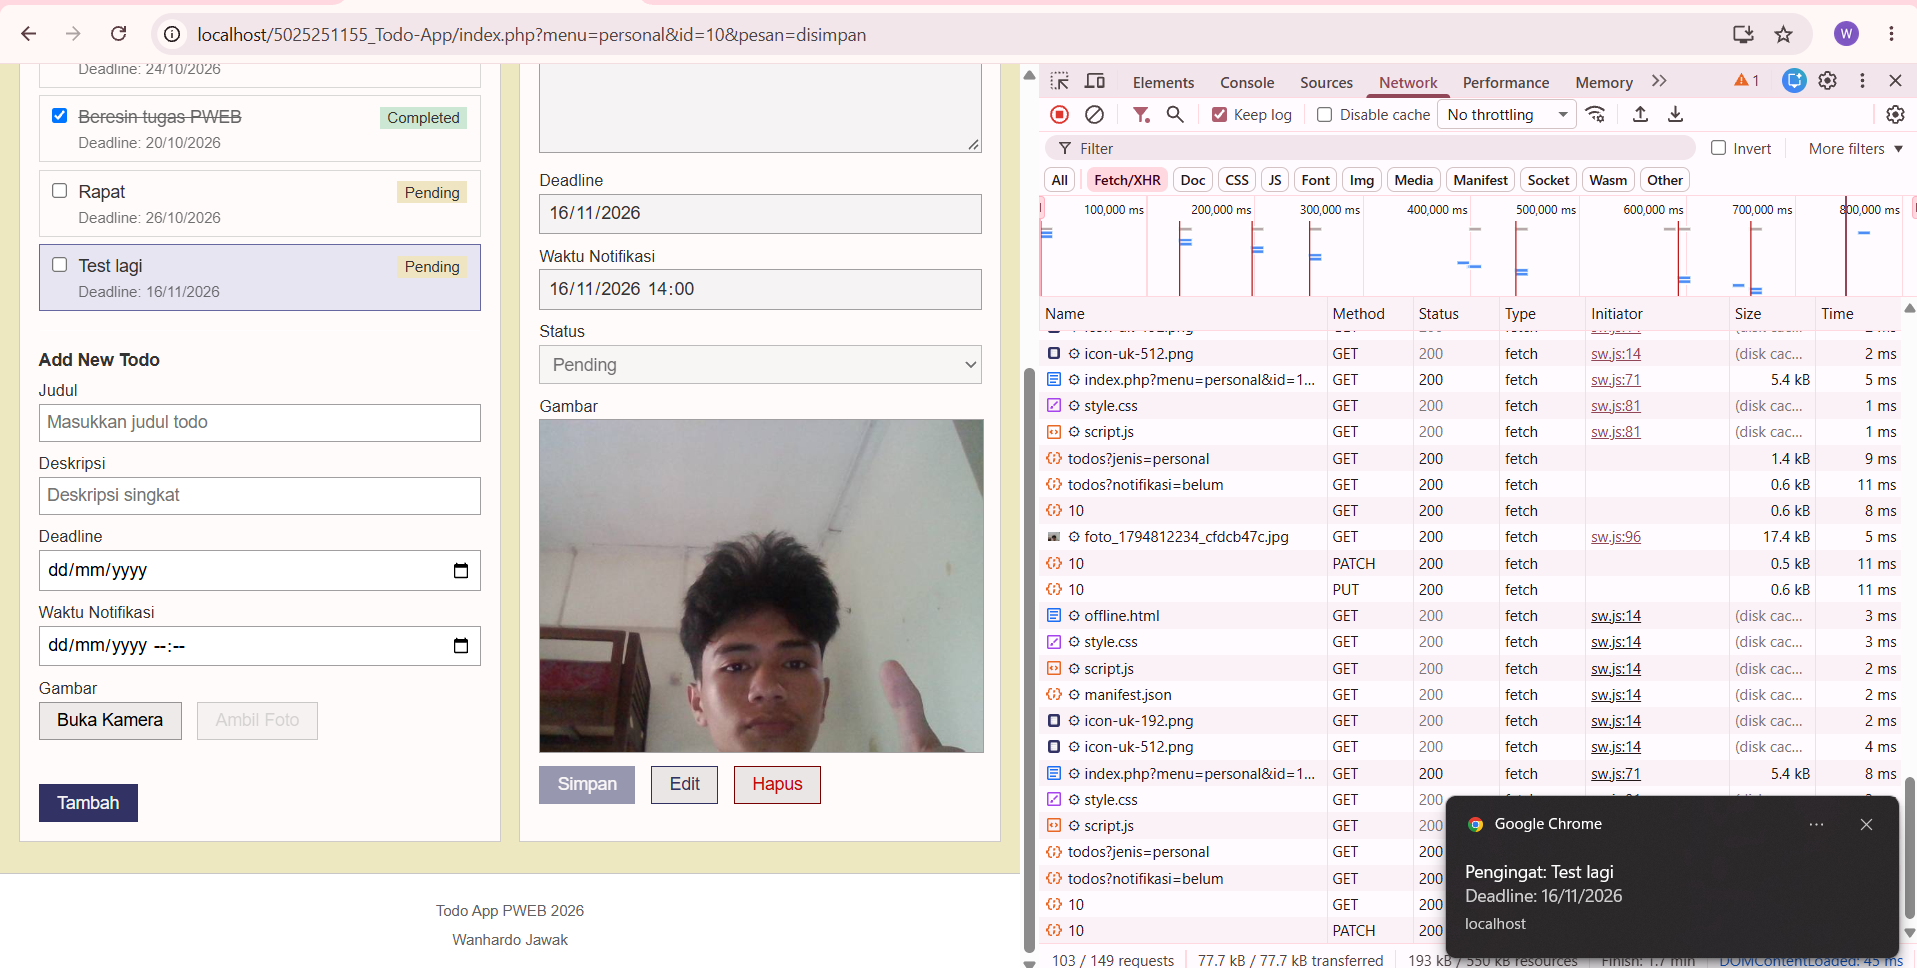 localhost/5025251155_Todo-App/index.php?menu=personal&id=10&pesan=disimpan
W
Deadline: 24/10/2026
Beresin tugas PWEB
Completed
Deadline: 20/10/2026
Rapat
Pending
Deadline: 26/10/2026
Test lagi
Pending
Deadline: 16/11/2026
Add New Todo
Judul
Masukkan judul todo
Deskripsi
Deskripsi singkat
Deadline
dd/mm/yyyy
Waktu Notifikasi
dd/mm/yyyy --:--
Gambar
Buka Kamera
Ambil Foto
Tambah
Deadline
16/11/2026
Waktu Notifikasi
16/11/2026 14:00
Status
Pending
Gambar
Simpan
Edit
Hapus
Todo App PWEB 2026
Wanhardo Jawak
Elements Console Sources Network Performance Memory 1
Keep log Disable cache No throttling
Filter Invert More filters
All Fetch/XHR Doc CSS JS Font Img Media Manifest Socket Wasm Other
100,000 ms 200,000 ms 300,000 ms 400,000 ms 500,000 ms 600,000 ms 700,000 ms 800,000 ms
Name Method Status Type Initiator Size Time
icon-uk-512.png GET 200 fetch sw.js:14 (disk cac... 2 ms
index.php?menu=personal&id=1... GET 200 fetch sw.js:71 5.4 kB 5 ms
style.css GET 200 fetch sw.js:81 (disk cac... 1 ms
script.js GET 200 fetch sw.js:81 (disk cac... 1 ms
todos?jenis=personal GET 200 fetch 1.4 kB 9 ms
todos?notifikasi=belum GET 200 fetch 0.6 kB 11 ms
10 GET 200 fetch 0.6 kB 8 ms
foto_1794812234_cfdcb47c.jpg GET 200 fetch sw.js:96 17.4 kB 5 ms
10 PATCH 200 fetch 0.5 kB 11 ms
10 PUT 200 fetch 0.6 kB 11 ms
offline.html GET 200 fetch sw.js:14 (disk cac... 3 ms
style.css GET 200 fetch sw.js:14 (disk cac... 3 ms
script.js GET 200 fetch sw.js:14 (disk cac... 2 ms
manifest.json GET 200 fetch sw.js:14 (disk cac... 2 ms
icon-uk-192.png GET 200 fetch sw.js:14 (disk cac... 2 ms
icon-uk-512.png GET 200 fetch sw.js:14 (disk cac... 4 ms
index.php?menu=personal&id=1... GET 200 fetch sw.js:71 5.4 kB 8 ms
style.css GET 200
script.js GET 200
todos?jenis=personal GET 200
todos?notifikasi=belum GET 200
10 GET 200
10 PATCH 200
103 / 149 requests 77.7 kB / 77.7 kB transferred 193 kB / 550 kB resources Finish: 1.7 min DOMContentLoaded: 45 ms
Google Chrome
Pengingat: Test lagi
Deadline: 16/11/2026
localhost